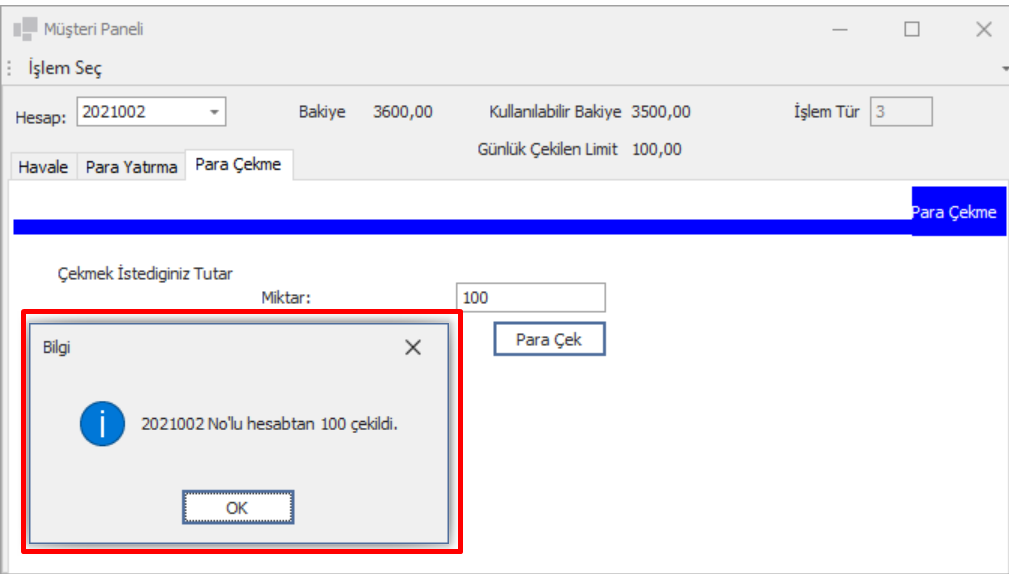 Müşteri Paneli
İşlem Seç
Hesap: 2021002 Bakiye 3600,00 Kullanılabilir Bakiye 3500,00 İşlem Tür 3
Günlük Çekilen Limit 100,00
Havale Para Yatırma Para Çekme
Para Çekme
Çekmek İstediginiz Tutar
Miktar: 100
Para Çek
Bilgi
2021002 No'lu hesabtan 100 çekildi.
OK